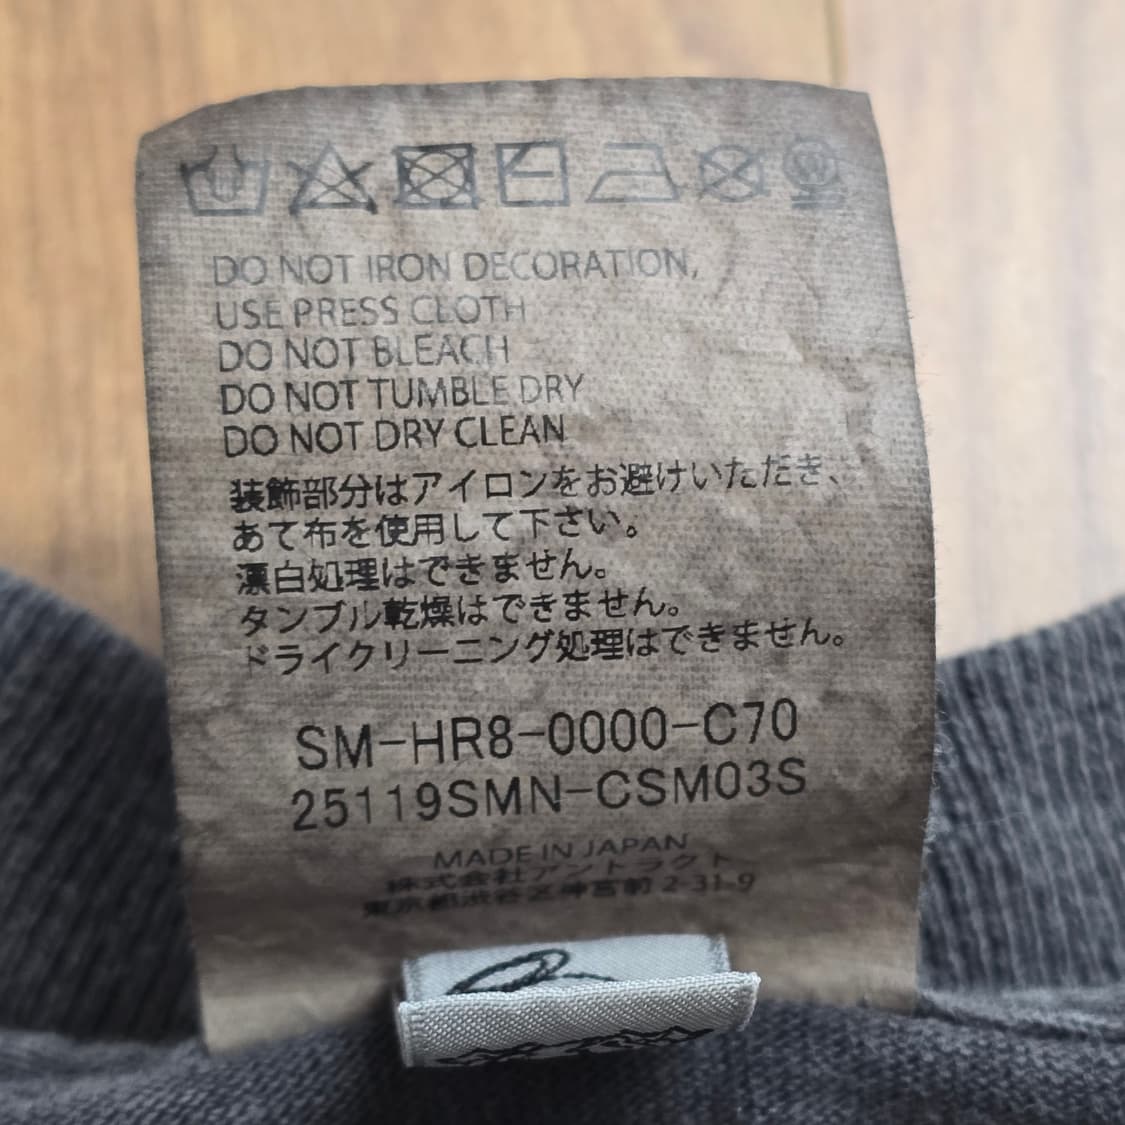 DO NOT IRON DECORATION,
USE PRESS CLOTH
DO NOT BLEACH
DO NOT TUMBLE DRY
DO NOT DRY CLEAN
装飾部分はアイロンをお避けいただき、
あて布を使用して下さい。
漂白処理はできません。
タンブル乾燥はできません。
ドライクリーニング処理はできません。
SM-HR8-0000-C70
25119SMN-CSM03S
MADE IN JAPAN
株式会社アントラクト
東京都渋谷区神宮前 2-31-9